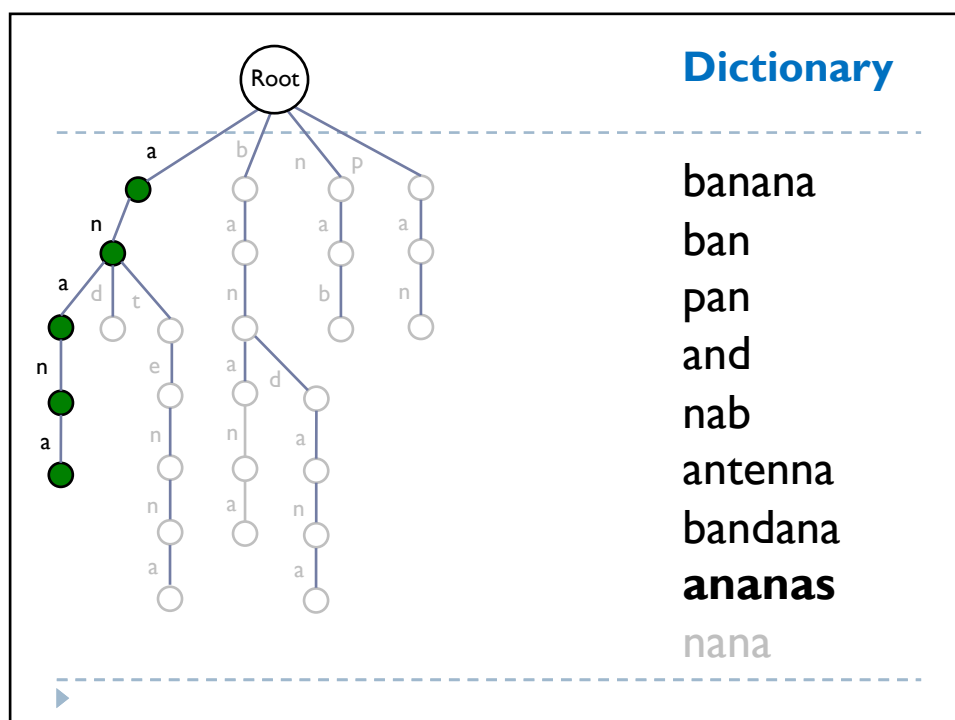 Dictionary
Root
a b n p
n a a a
a d t n b n
n e a d
a n n a
n a n
a a
banana
ban
pan
and
nab
antenna
bandana
ananas
nana